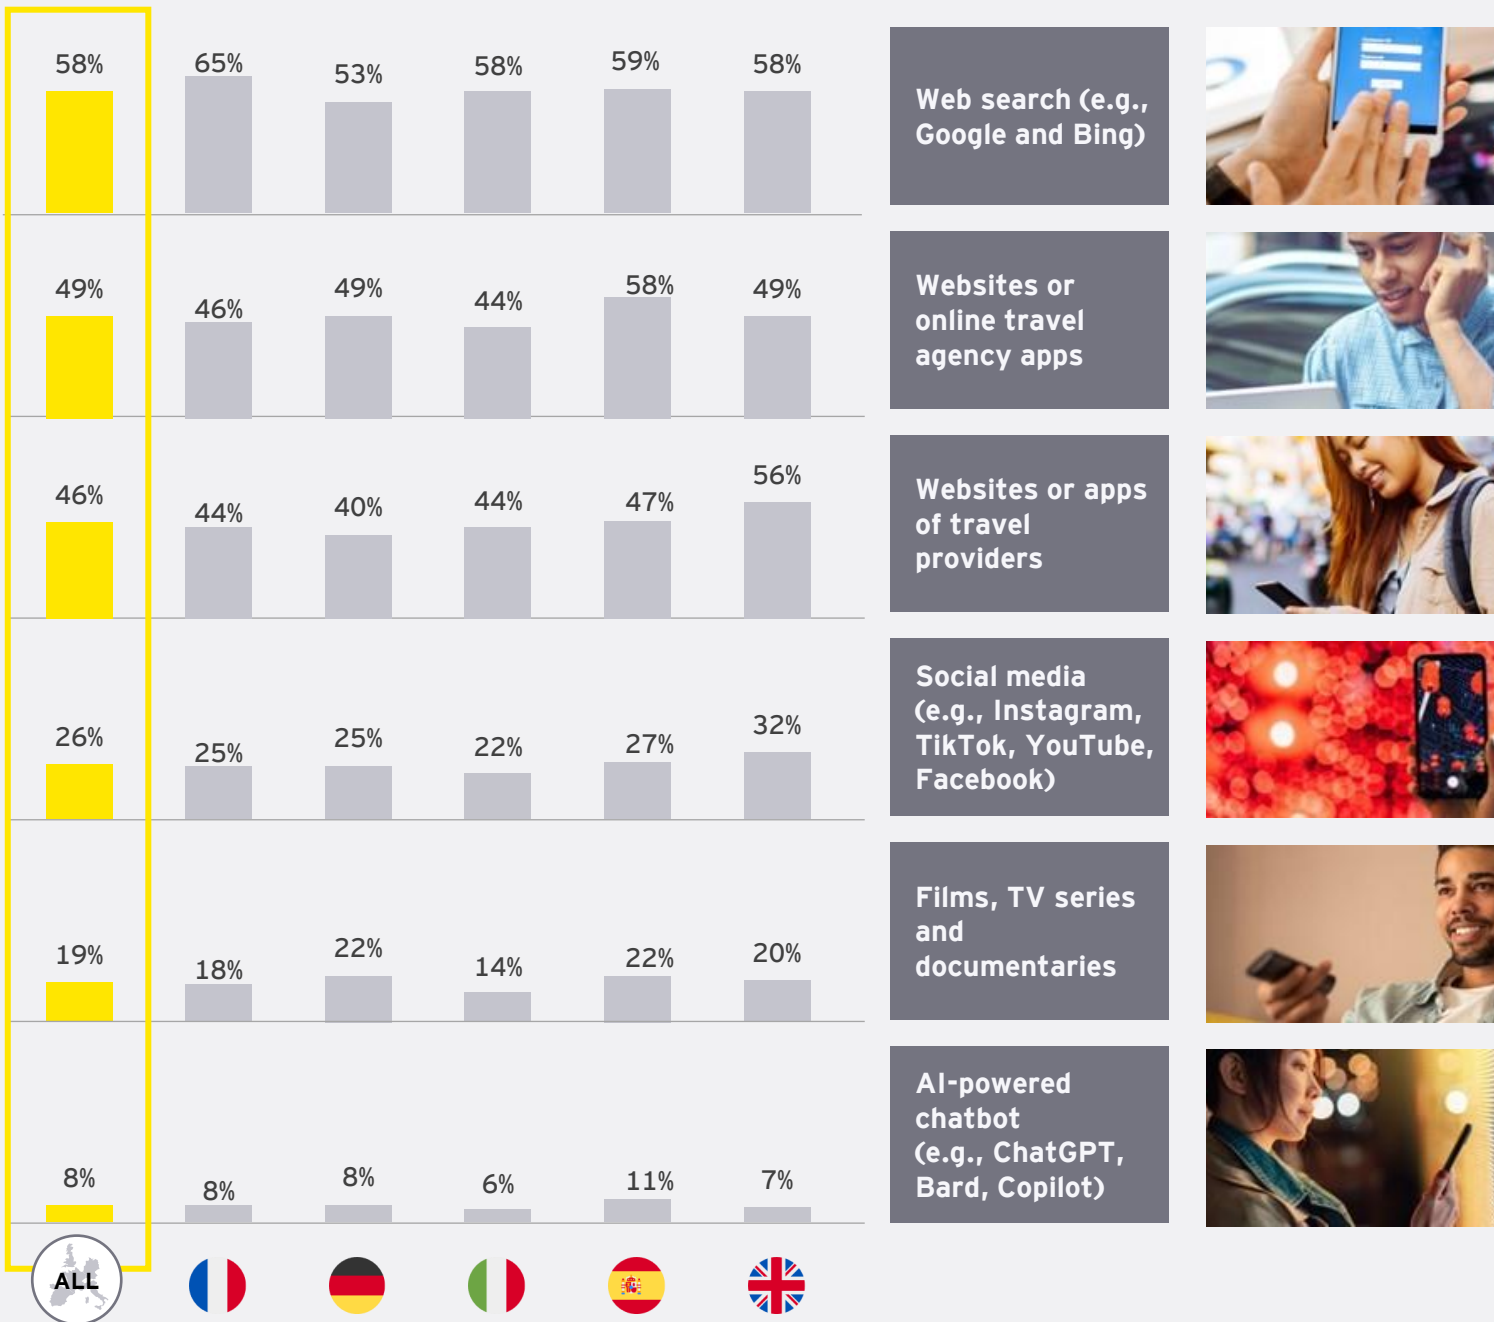 58% 65% 53% 58% 59% 58%
Web search (e.g.,
Google and Bing)
49% 46% 49% 44% 58% 49%
Websites or
online travel
agency apps
46% 44% 40% 44% 47% 56%
Websites or apps
of travel
providers
26% 25% 25% 22% 27% 32%
Social media
(e.g., Instagram,
TikTok, YouTube,
Facebook)
19% 18% 22% 14% 22% 20%
Films, TV series
and
documentaries
8% 8% 8% 6% 11% 7%
AI-powered
chatbot
(e.g., ChatGPT,
Bard, Copilot)
ALL